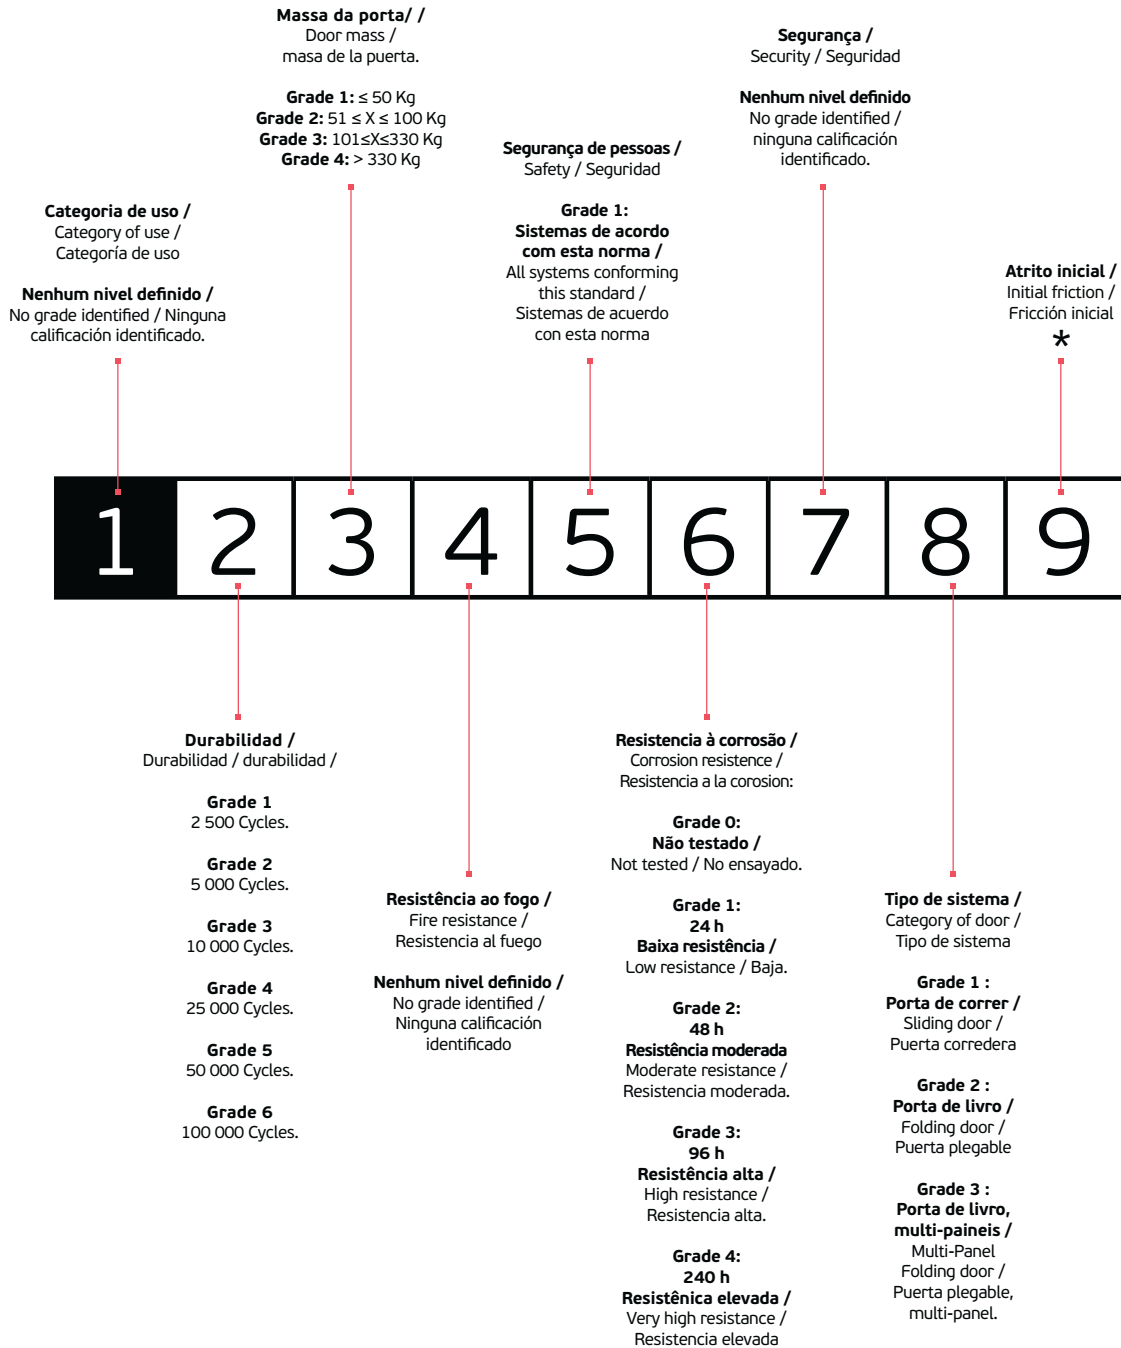 Massa da porta/ /
Door mass /
masa de la puerta.
Grade 1: ≤ 50 Kg
Grade 2: 51 ≤ X ≤ 100 Kg
Grade 3: 101≤X≤330 Kg
Grade 4: > 330 Kg
Segurança /
Security / Seguridad
Nenhum nivel definido
No grade identified /
ninguna calificación
identificado.
Segurança de pessoas /
Safety / Seguridad
Grade 1:
Sistemas de acordo
com esta norma /
All systems conforming
this standard /
Sistemas de acuerdo
con esta norma
Categoria de uso /
Category of use /
Categoría de uso
Nenhum nivel definido /
No grade identified / Ninguna
calificación identificado.
Atrito inicial /
Initial friction /
Fricción inicial
*
1 2 3 4 5 6 7 8 9
Durabilidad /
Durabilidad / durabilidad /
Grade 1
2 500 Cycles.
Grade 2
5 000 Cycles.
Grade 3
10 000 Cycles.
Grade 4
25 000 Cycles.
Grade 5
50 000 Cycles.
Grade 6
100 000 Cycles.
Resistência ao fogo /
Fire resistance /
Resistencia al fuego
Nenhum nivel definido /
No grade identified /
Ninguna calificación
identificado
Resistencia à corrosão /
Corrosion resistence /
Resistencia a la corosion:
Grade 0:
Não testado /
Not tested / No ensayado.
Grade 1:
24 h
Baixa resistência /
Low resistance / Baja.
Grade 2:
48 h
Resistência moderada
Moderate resistance /
Resistencia moderada.
Grade 3:
96 h
Resistência alta /
High resistance /
Resistencia alta.
Grade 4:
240 h
Resistênica elevada /
Very high resistance /
Resistencia elevada
Tipo de sistema /
Category of door /
Tipo de sistema
Grade 1 :
Porta de correr /
Sliding door /
Puerta corredera
Grade 2 :
Porta de livro /
Folding door /
Puerta plegable
Grade 3 :
Porta de livro,
multi-paineis /
Multi-Panel
Folding door /
Puerta plegable,
multi-panel.